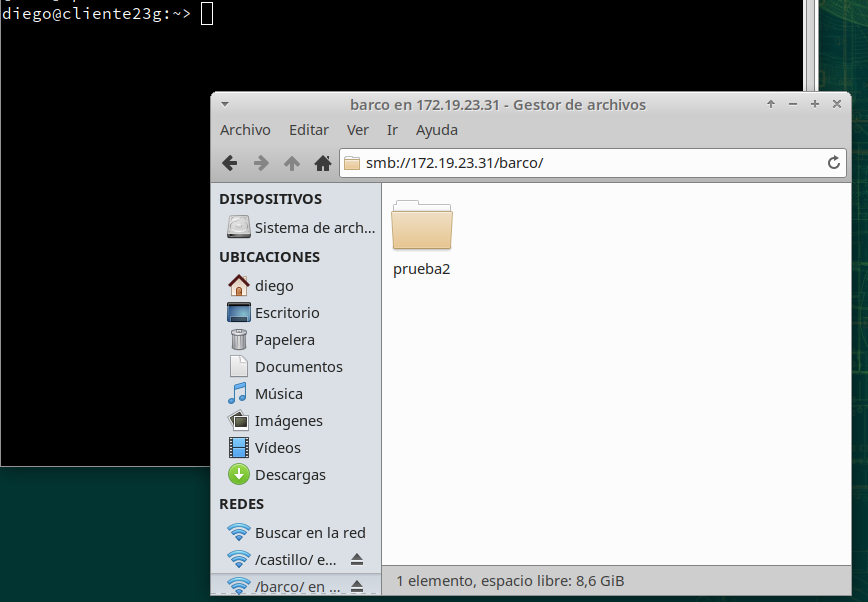 diego@cliente23g:~>
barco en 172.19.23.31 - Gestor de archivos
Archivo Editar Ver Ir Ayuda
smb://172.19.23.31/barco/
DISPOSITIVOS
Sistema de arch...
UBICACIONES
diego
Escritorio
Papelera
Documentos
Música
Imágenes
Vídeos
Descargas
REDES
Buscar en la red
/castillo/ e...
/barco/ en ...
prueba2
1 elemento, espacio libre: 8,6 GiB